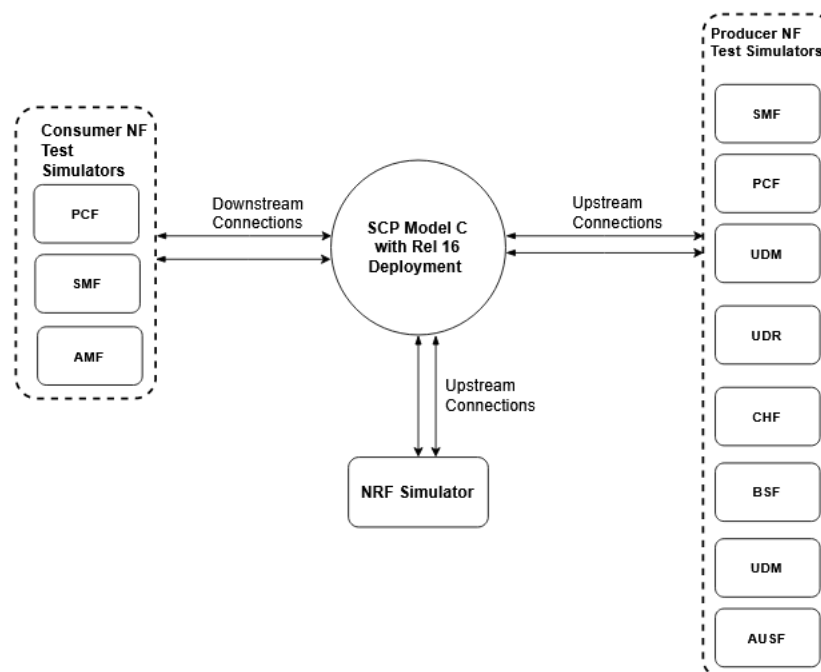 Consumer NF
Test
Simulators
PCF
SMF
AMF
Downstream
Connections
SCP Model C
with Rel 16
Deployment
Upstream
Connections
Upstream
Connections
NRF Simulator
Producer NF
Test Simulators
SMF
PCF
UDM
UDR
CHF
BSF
UDM
AUSF